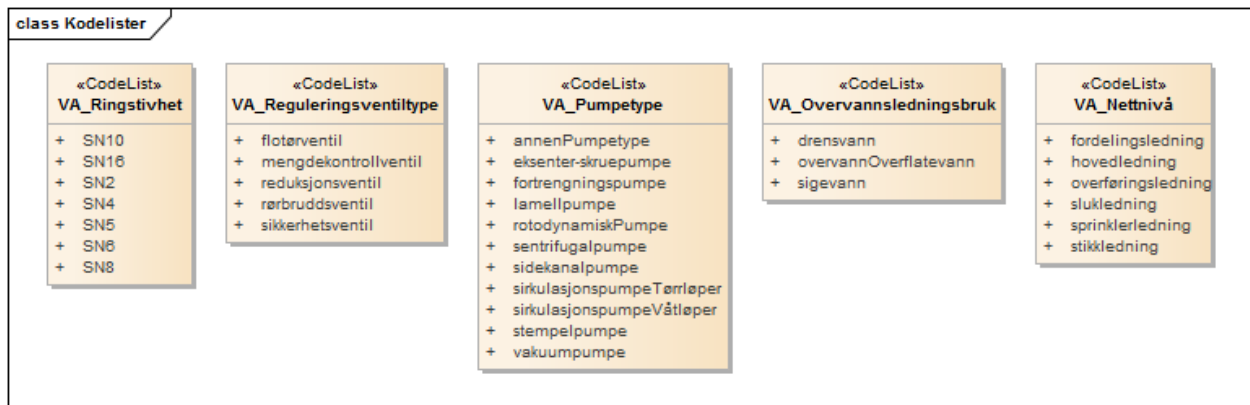 class Kodelister
«CodeList»
VA_Ringstivhet
+ SN10
+ SN16
+ SN2
+ SN4
+ SN5
+ SN6
+ SN8
«CodeList»
VA_Reguleringsventiltype
+ flotørventil
+ mengdekontrollventil
+ reduksjonsventil
+ rørbruddsventil
+ sikkerhetsventil
«CodeList»
VA_Pumpetype
+ annenPumpetype
+ eksenter-skruepumpe
+ fortrengningspumpe
+ lamellpumpe
+ rotodynamiskPumpe
+ sentrifugalpumpe
+ sidekanalpumpe
+ sirkulasjonspumpeTørrløper
+ sirkulasjonspumpeVåtløper
+ stempelpumpe
+ vakuumpumpe
«CodeList»
VA_Overvannsledningsbruk
+ drensvann
+ overvannOverflatevann
+ sigevann
«CodeList»
VA_Nettnivå
+ fordelingsledning
+ hovedledning
+ overføringsledning
+ slukledning
+ sprinklerledning
+ stikkledning